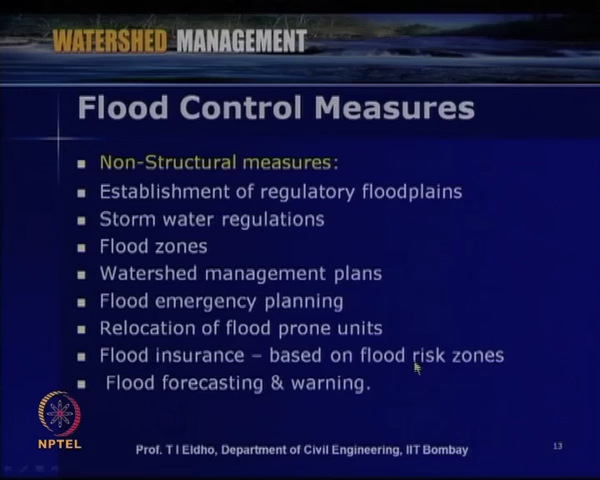 WATERSHED MANAGEMENT
Flood Control Measures
Non-Structural measures:
Establishment of regulatory floodplains
Storm water regulations
Flood zones
Watershed management plans
Flood emergency planning
Relocation of flood prone units
Flood insurance – based on flood risk zones
Flood forecasting & warning.
NPTEL
Prof. T I Eldho, Department of Civil Engineering, IIT Bombay
13